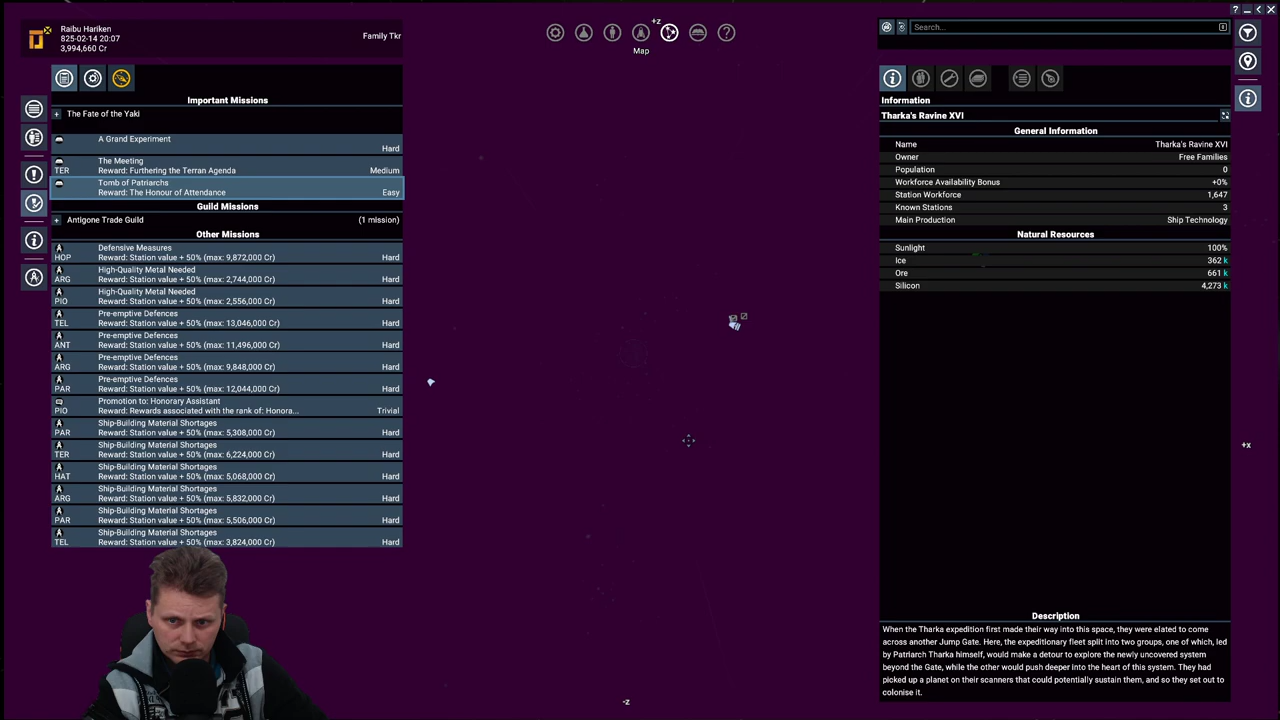 Raibu Hariken
825-02-14 20:07
3,994,660 Cr
Family Tkr
+z
Map
Search...
Important Missions
The Fate of the Yaki
A Grand Experiment
Hard
The Meeting
TER Reward: Furthering the Terran Agenda Medium
Tomb of Patriarchs
Reward: The Honour of Attendance Easy
Guild Missions
Antigone Trade Guild (1 mission)
Other Missions
Defensive Measures
HOP Reward: Station value + 50% (max: 9,872,000 Cr) Hard
High-Quality Metal Needed
ARG Reward: Station value + 50% (max: 2,744,000 Cr) Hard
High-Quality Metal Needed
PIO Reward: Station value + 50% (max: 2,556,000 Cr) Hard
Pre-emptive Defences
TEL Reward: Station value + 50% (max: 13,046,000 Cr) Hard
Pre-emptive Defences
ANT Reward: Station value + 50% (max: 11,496,000 Cr) Hard
Pre-emptive Defences
ARG Reward: Station value + 50% (max: 9,848,000 Cr) Hard
Pre-emptive Defences
PAR Reward: Station value + 50% (max: 12,044,000 Cr) Hard
Promotion to: Honorary Assistant
PIO Reward: Rewards associated with the rank of: Honora... Trivial
Ship-Building Material Shortages
PAR Reward: Station value + 50% (max: 5,308,000 Cr) Hard
Ship-Building Material Shortages
TER Reward: Station value + 50% (max: 6,224,000 Cr) Hard
Ship-Building Material Shortages
HAT Reward: Station value + 50% (max: 5,068,000 Cr) Hard
Ship-Building Material Shortages
ARG Reward: Station value + 50% (max: 5,832,000 Cr) Hard
Ship-Building Material Shortages
PAR Reward: Station value + 50% (max: 5,506,000 Cr) Hard
Ship-Building Material Shortages
TEL Reward: Station value + 50% (max: 3,824,000 Cr) Hard
-z
+x
Information
Tharka's Ravine XVI
General Information
Name Tharka's Ravine XVI
Owner Free Families
Population 0
Workforce Availability Bonus +0%
Station Workforce 1,647
Known Stations 3
Main Production Ship Technology
Natural Resources
Sunlight 100%
Ice 362 k
Ore 661 k
Silicon 4,273 k
Description
When the Tharka expedition first made their way into this space, they were elated to come
across another Jump Gate. Here, the expeditionary fleet split into two groups, one of which, led
by Patriarch Tharka himself, would make a detour to explore the newly uncovered system
beyond the Gate, while the other would push deeper into the heart of this system. They had
picked up a planet on their scanners that could potentially sustain them, and so they set out to
colonise it.